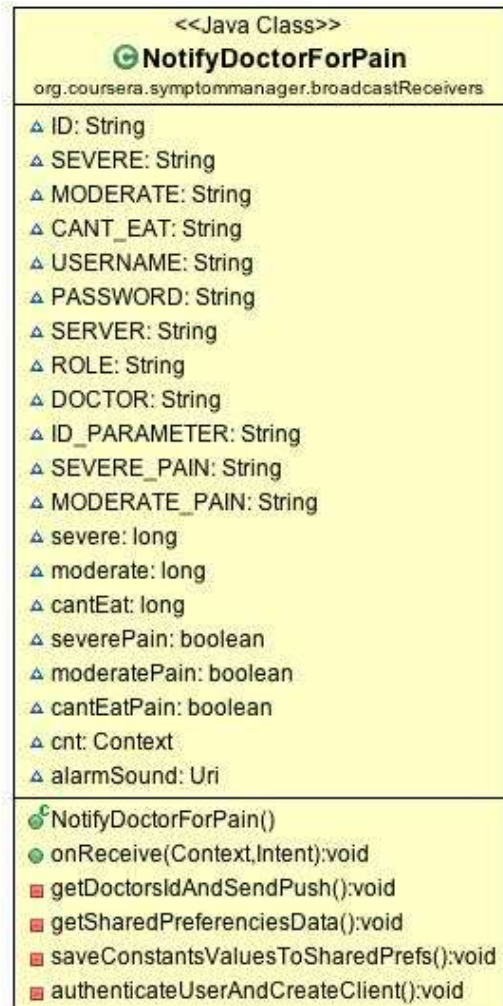 <<Java Class>>
NotifyDoctorForPain
org.coursera.symptommanager.broadcastReceivers
ID: String
SEVERE: String
MODERATE: String
CANT_EAT: String
USERNAME: String
PASSWORD: String
SERVER: String
ROLE: String
DOCTOR: String
ID_PARAMETER: String
SEVERE_PAIN: String
MODERATE_PAIN: String
severe: long
moderate: long
cantEat: long
severePain: boolean
moderatePain: boolean
cantEatPain: boolean
cnt: Context
alarmSound: Uri
NotifyDoctorForPain()
onReceive(Context,Intent):void
getDoctorsIdAndSendPush():void
getSharedPreferenciesData():void
saveConstantsValuesToSharedPrefs():void
authenticateUserAndCreateClient():void